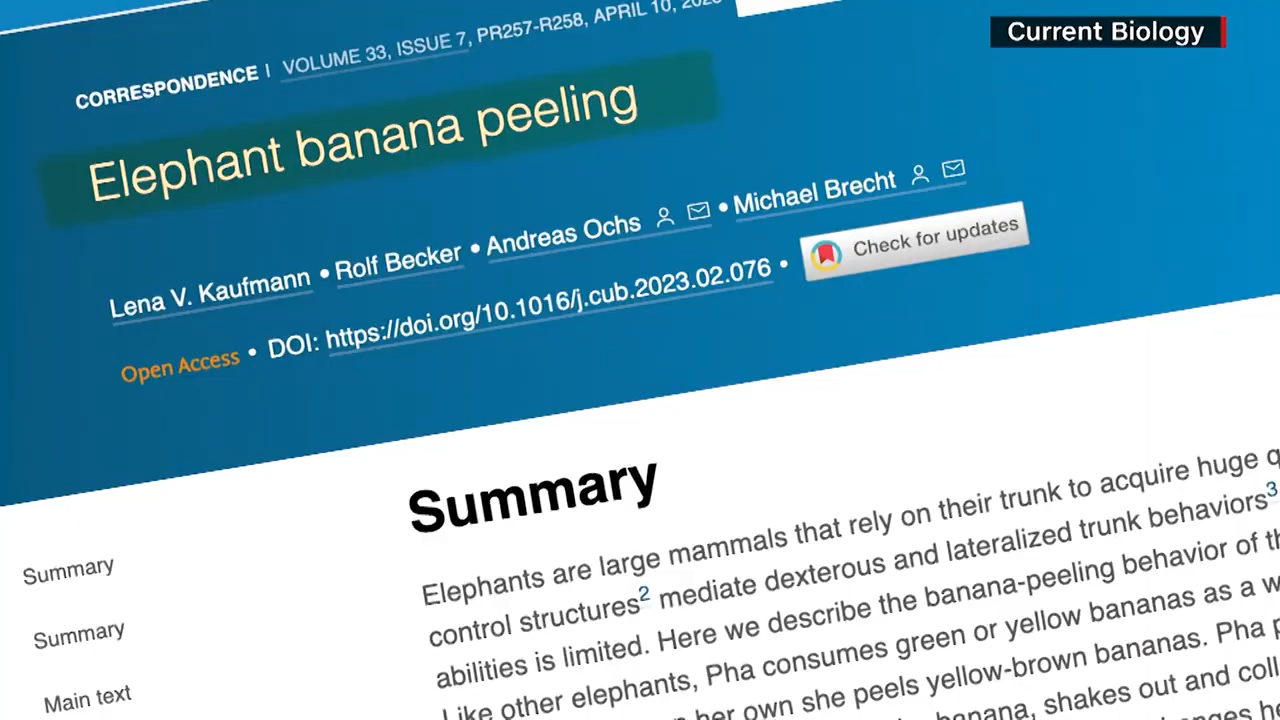 Current Biology
CORRESPONDENCE | VOLUME 33, ISSUE 7, PR257-R258, APRIL 10, 2023
Elephant banana peeling
Lena V. Kaufmann • Rolf Becker • Andreas Ochs • Michael Brecht
Open Access • DOI: https://doi.org/10.1016/j.cub.2023.02.076 • Check for updates
Summary
Summary
Summary
Main text
Elephants are large mammals that rely on their trunk to acquire huge
control structures2 mediate dexterous and lateralized trunk behaviors3
abilities is limited. Here we describe the banana-peeling behavior of
Like other elephants, Pha consumes green or yellow bananas as a
her own she peels yellow-brown bananas. Pha
banana, shakes out and